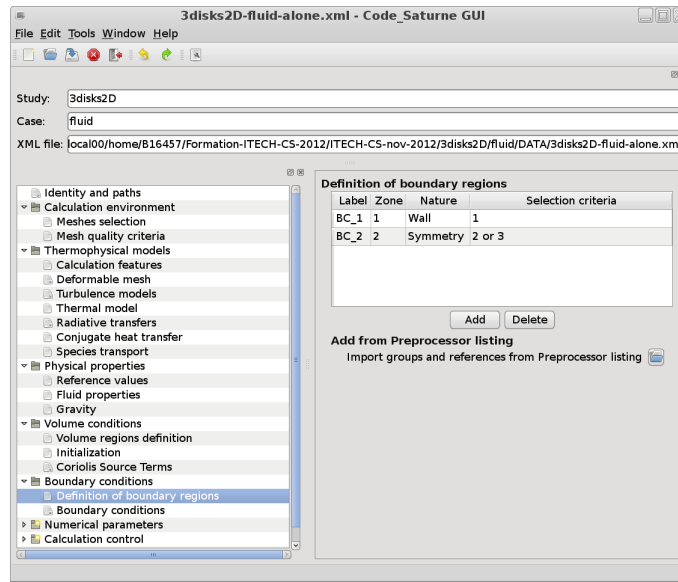 3disks2D-fluid-alone.xml - Code_Saturne GUI
File Edit Tools Window Help
Study: 3disks2D
Case: fluid
XML file: local00/home/B16457/Formation-ITECH-CS-2012/ITECH-CS-nov-2012/3disks2D/fluid/DATA/3disks2D-fluid-alone.xm
Identity and paths
Calculation environment
Meshes selection
Mesh quality criteria
Thermophysical models
Calculation features
Deformable mesh
Turbulence models
Thermal model
Radiative transfers
Conjugate heat transfer
Species transport
Physical properties
Reference values
Fluid properties
Gravity
Volume conditions
Volume regions definition
Initialization
Coriolis Source Terms
Boundary conditions
Definition of boundary regions
Boundary conditions
Numerical parameters
Calculation control
Definition of boundary regions
Label Zone Nature Selection criteria
BC_1 1 Wall 1
BC_2 2 Symmetry 2 or 3
Add Delete
Add from Preprocessor listing
Import groups and references from Preprocessor listing